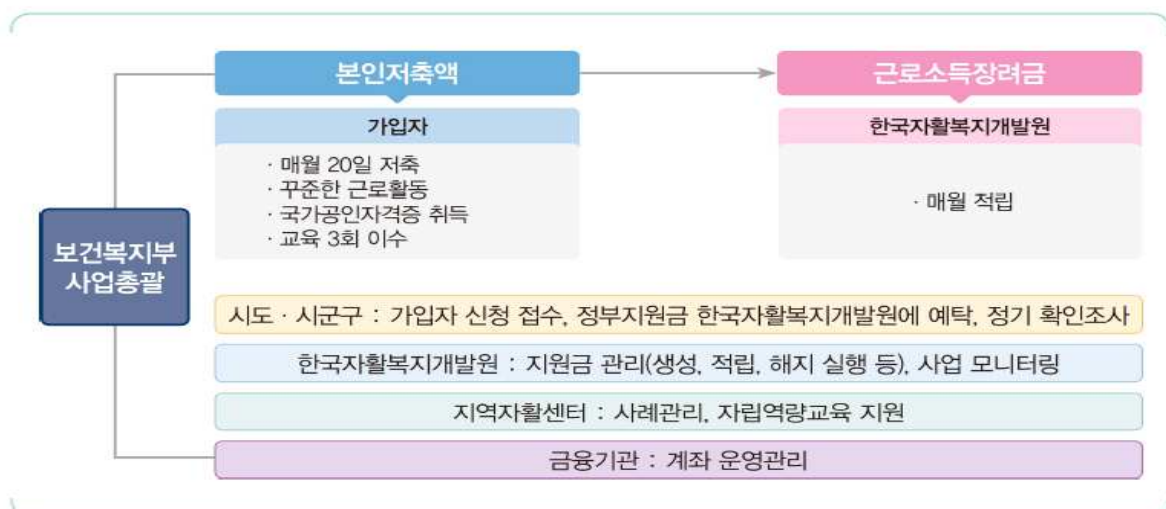 본인저축액
근로소득장려금
가입자
한국자활복지개발원
· 매월 20일 저축
· 꾸준한 근로활동
· 국가공인자격증 취득
· 교육 3회 이수
· 매월 적립
보건복지부
사업총괄
시도 · 시군구 : 가입자 신청 접수, 정부지원금 한국자활복지개발원에 예탁, 정기 확인조사
한국자활복지개발원 : 지원금 관리(생성, 적립, 해지 실행 등), 사업 모니터링
지역자활센터 : 사례관리, 자립역량교육 지원
금융기관 : 계좌 운영관리